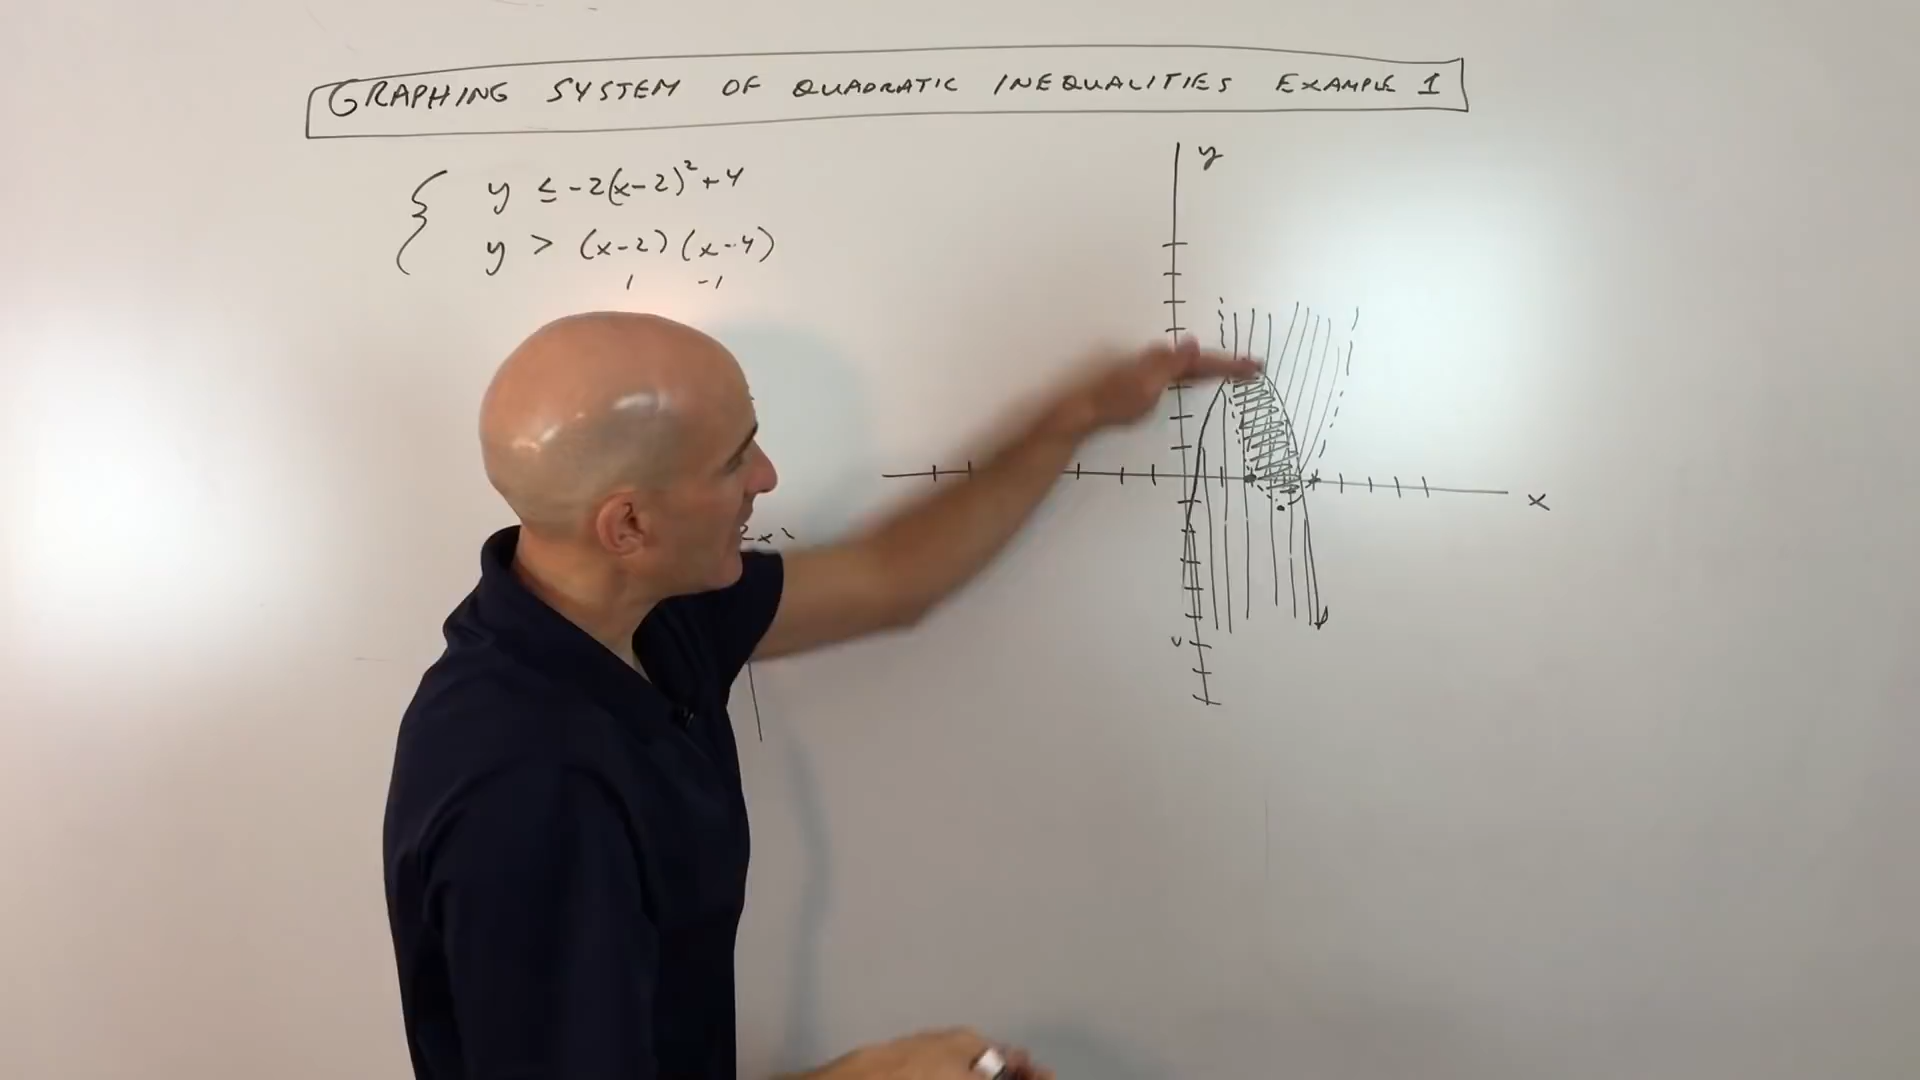 GRAPHING SYSTEM OF QUADRATIC INEQUALITIES EXAMPLE 1
y ≤ -2(x-2)² + 4
y > (x-2)(x-4)
1 -1
y
x